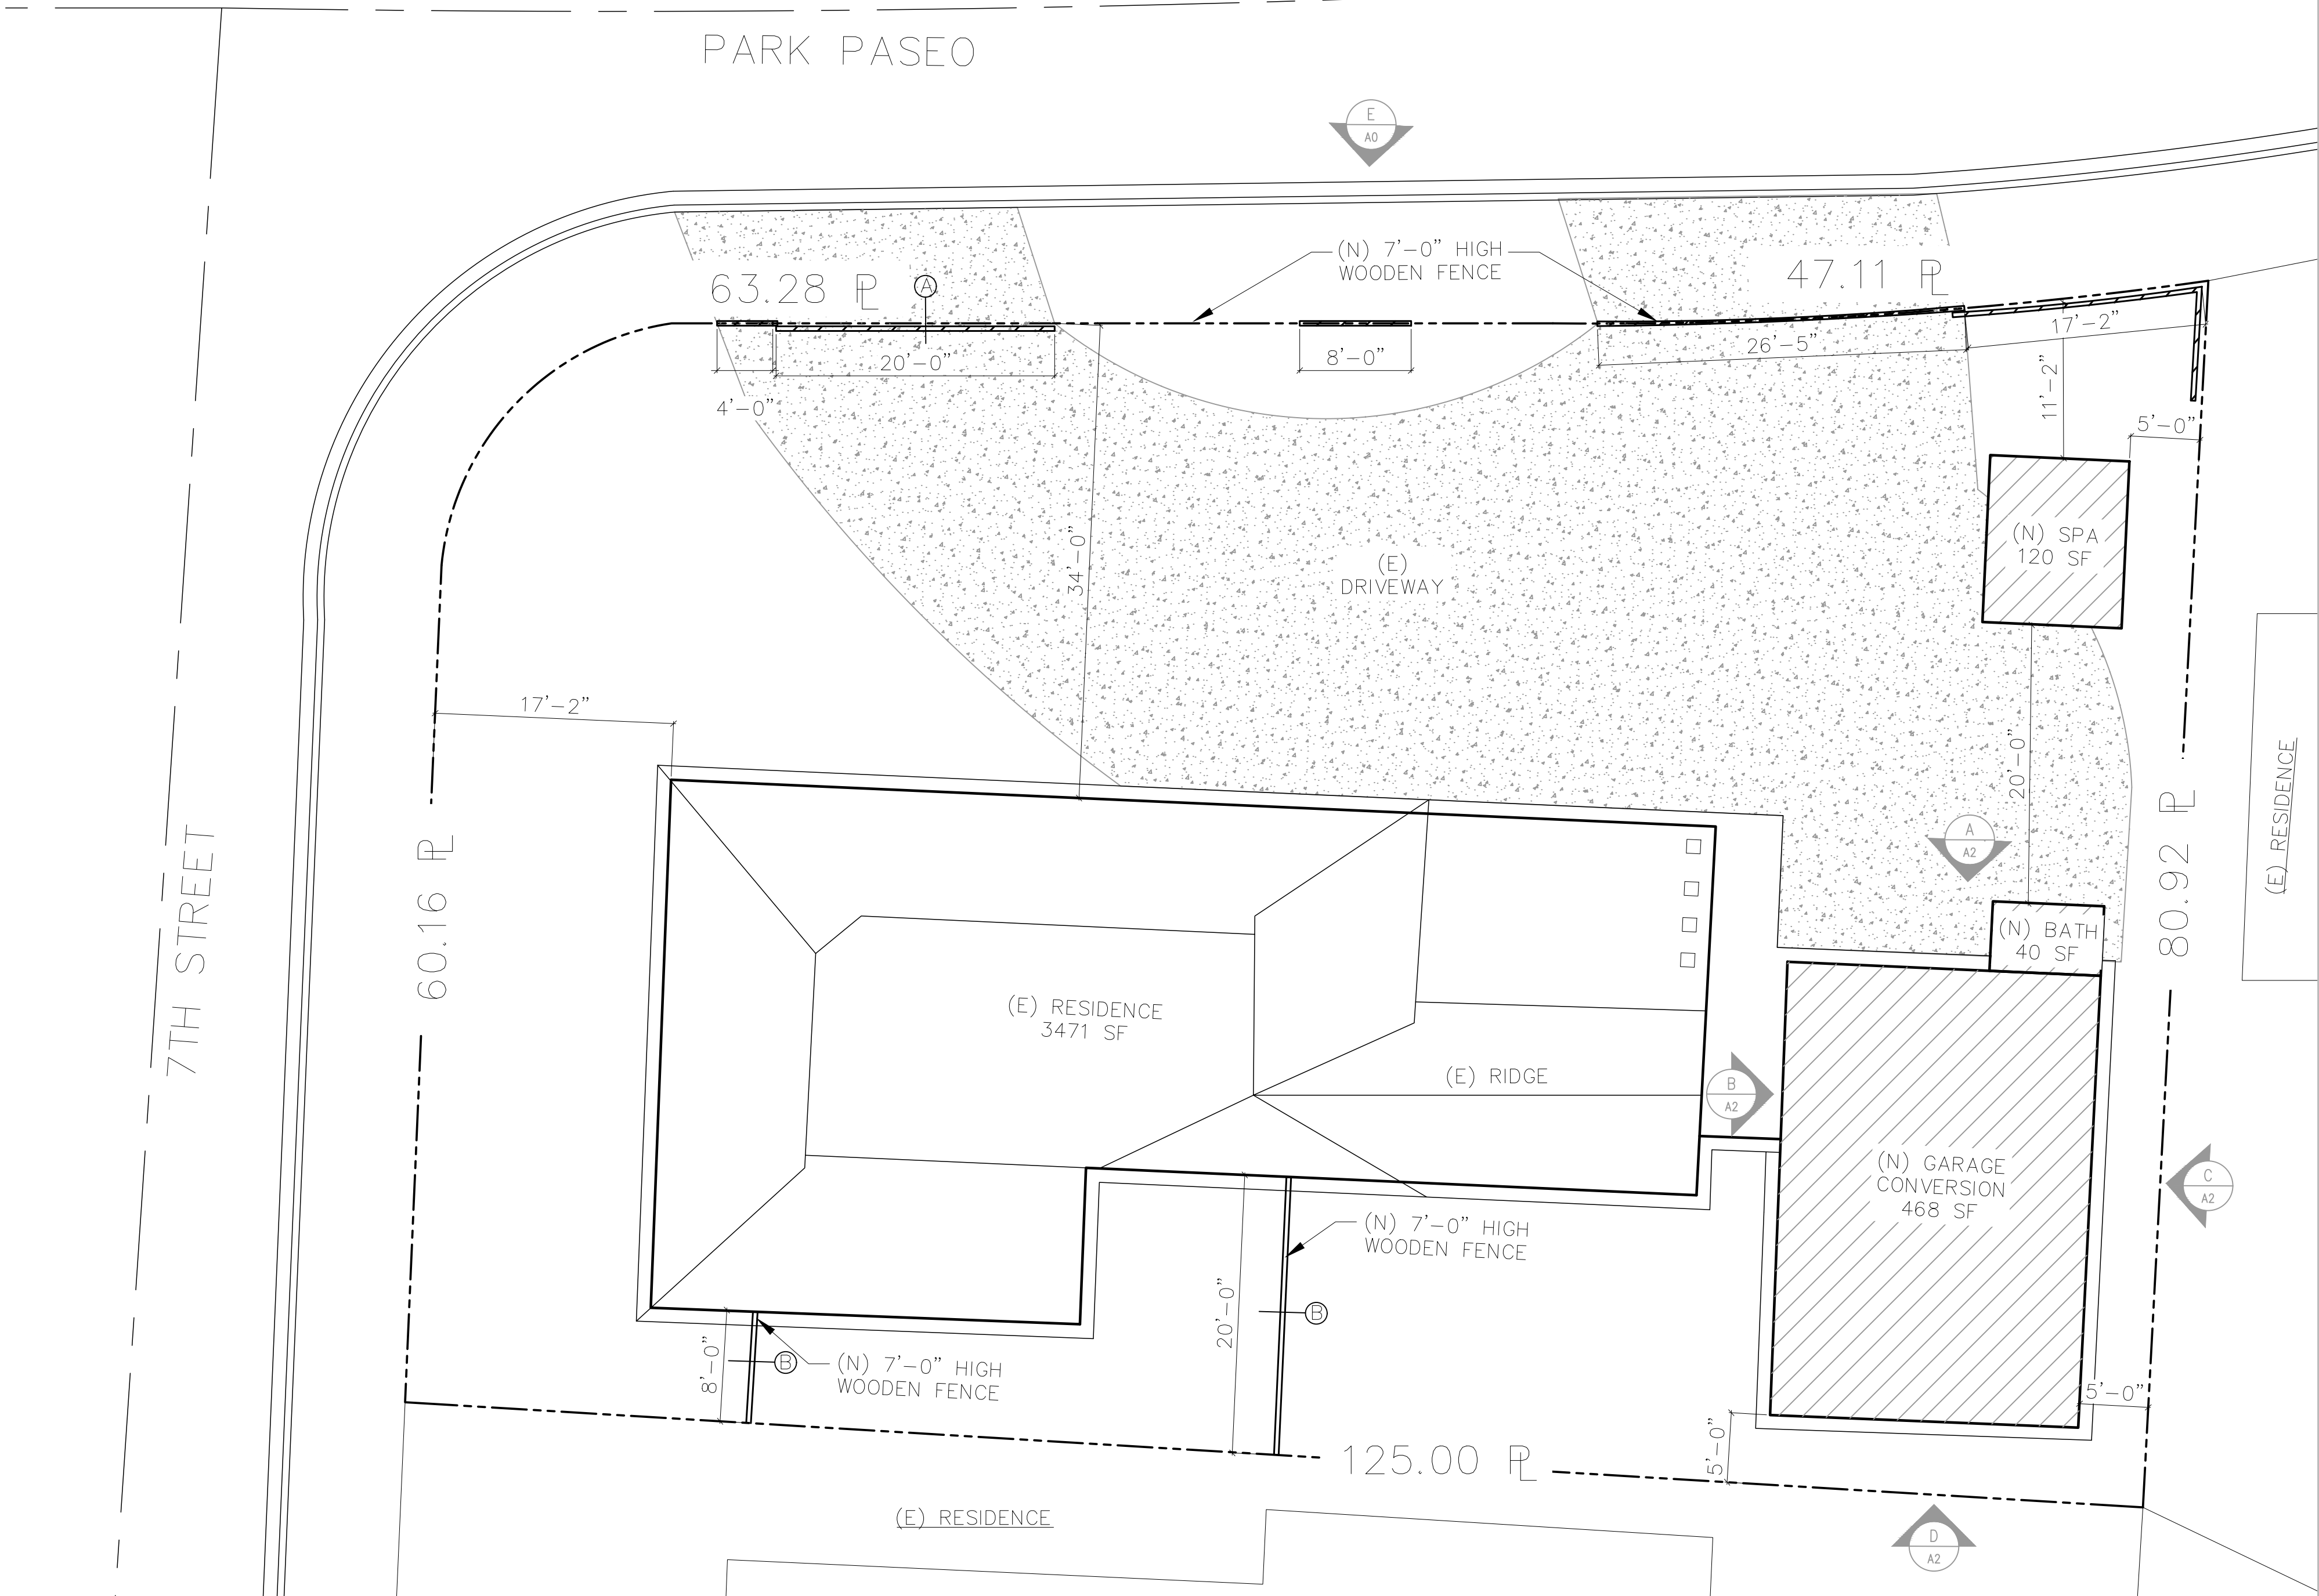 PARK PASEO
E
A0
(N) 7'-0" HIGH
WOODEN FENCE
63.28 PL
A
47.11 PL
17'-2"
20'-0"
8'-0"
26'-5"
4'-0"
11'-2"
5'-0"
34'-0"
(N) SPA
120 SF
(E)
DRIVEWAY
17'-2"
20'-0"
(E) RESIDENCE
7TH STREET
60.16 PL
80.92 PL
A
A2
(N) BATH
40 SF
(E) RESIDENCE
3471 SF
(E) RIDGE
B
A2
(N) GARAGE
CONVERSION
468 SF
C
A2
(N) 7'-0" HIGH
WOODEN FENCE
20'-0"
B
8'-0"
B
(N) 7'-0" HIGH
WOODEN FENCE
5'-0"
5'-0"
125.00 PL
(E) RESIDENCE
D
A2